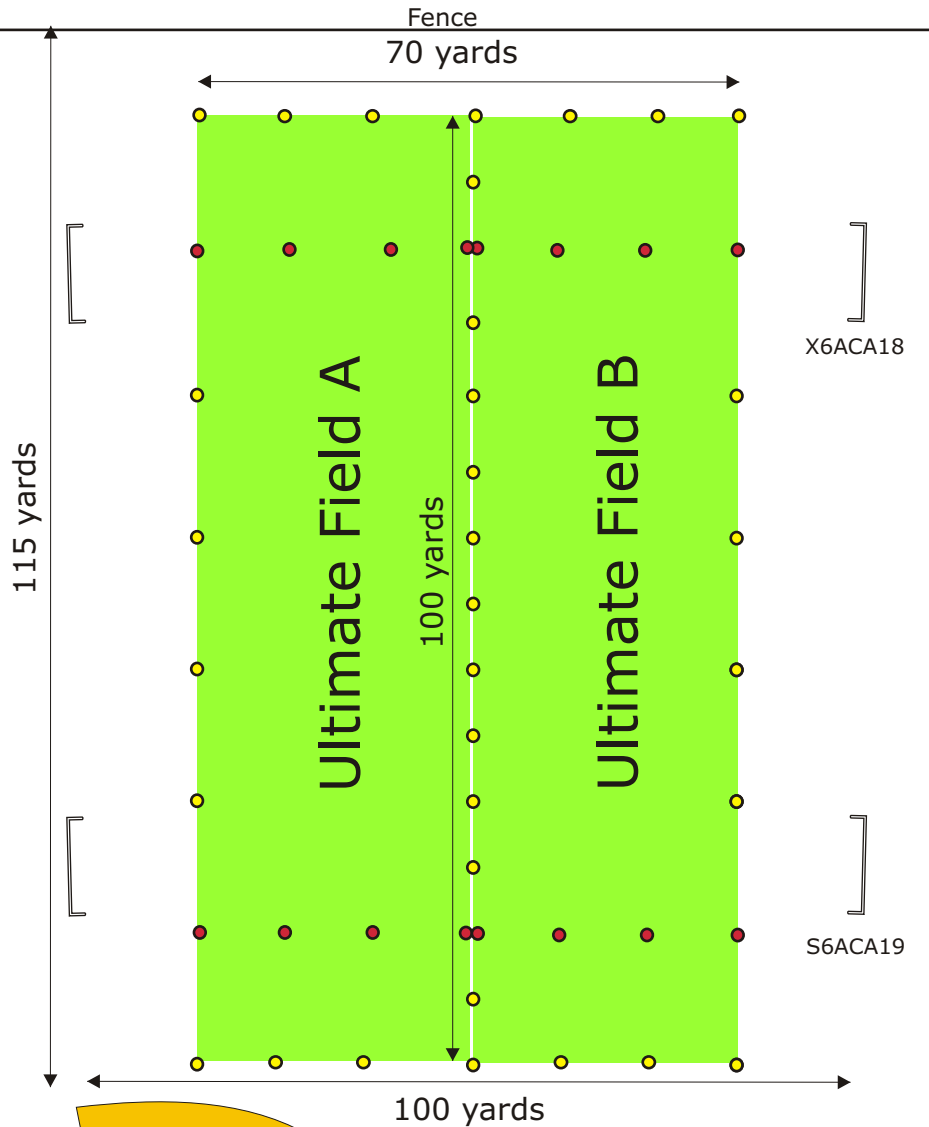 Fence
70 yards
X6ACA18
Ultimate Field A
Ultimate Field B
115 yards
100 yards
S6ACA19
100 yards